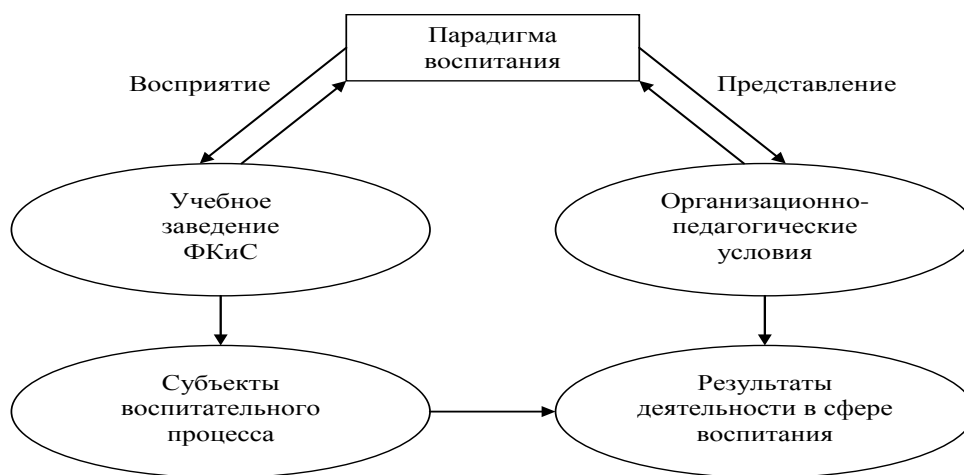 Парадигма
воспитания
Восприятие
Представление
Учебное
заведение
ФКиС
Организационно-
педагогические
условия
Субъекты
воспитательного
процесса
Результаты
деятельности в сфере
воспитания